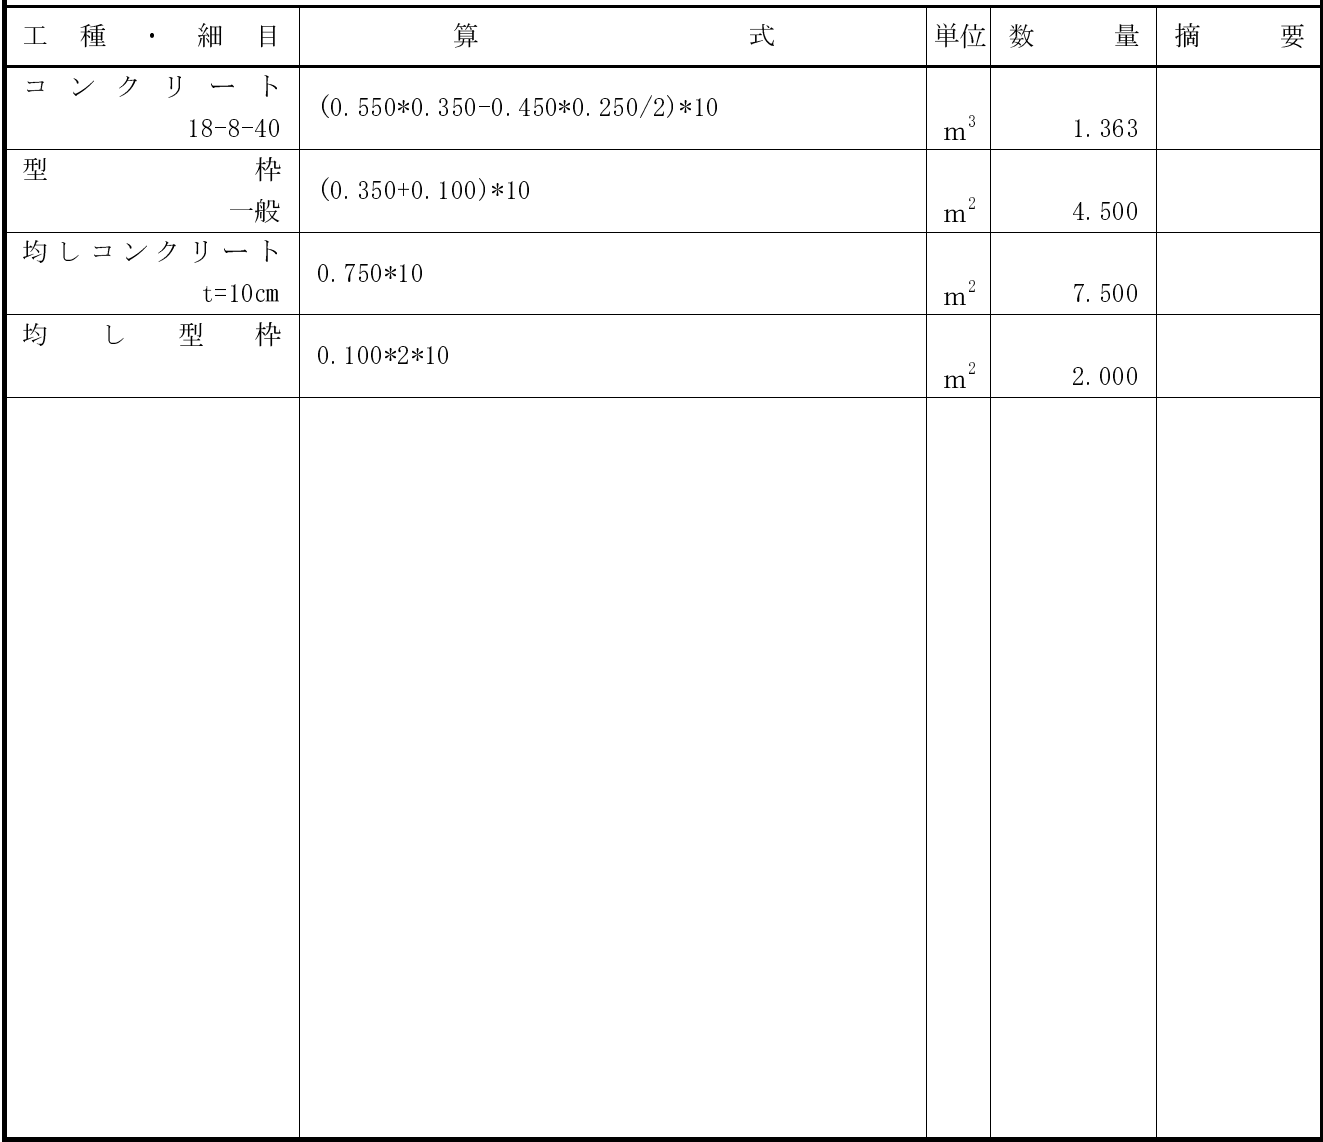 工種・細目 算式 単位 数量 摘要
コンクリート
18-8-40 (0.550*0.350-0.450*0.250/2)*10 m³ 1.363
型枠
一般 (0.350+0.100)*10 m² 4.500
均しコンクリート
t=10㎝ 0.750*10 m² 7.500
均し型枠
0.100*2*10 m² 2.000